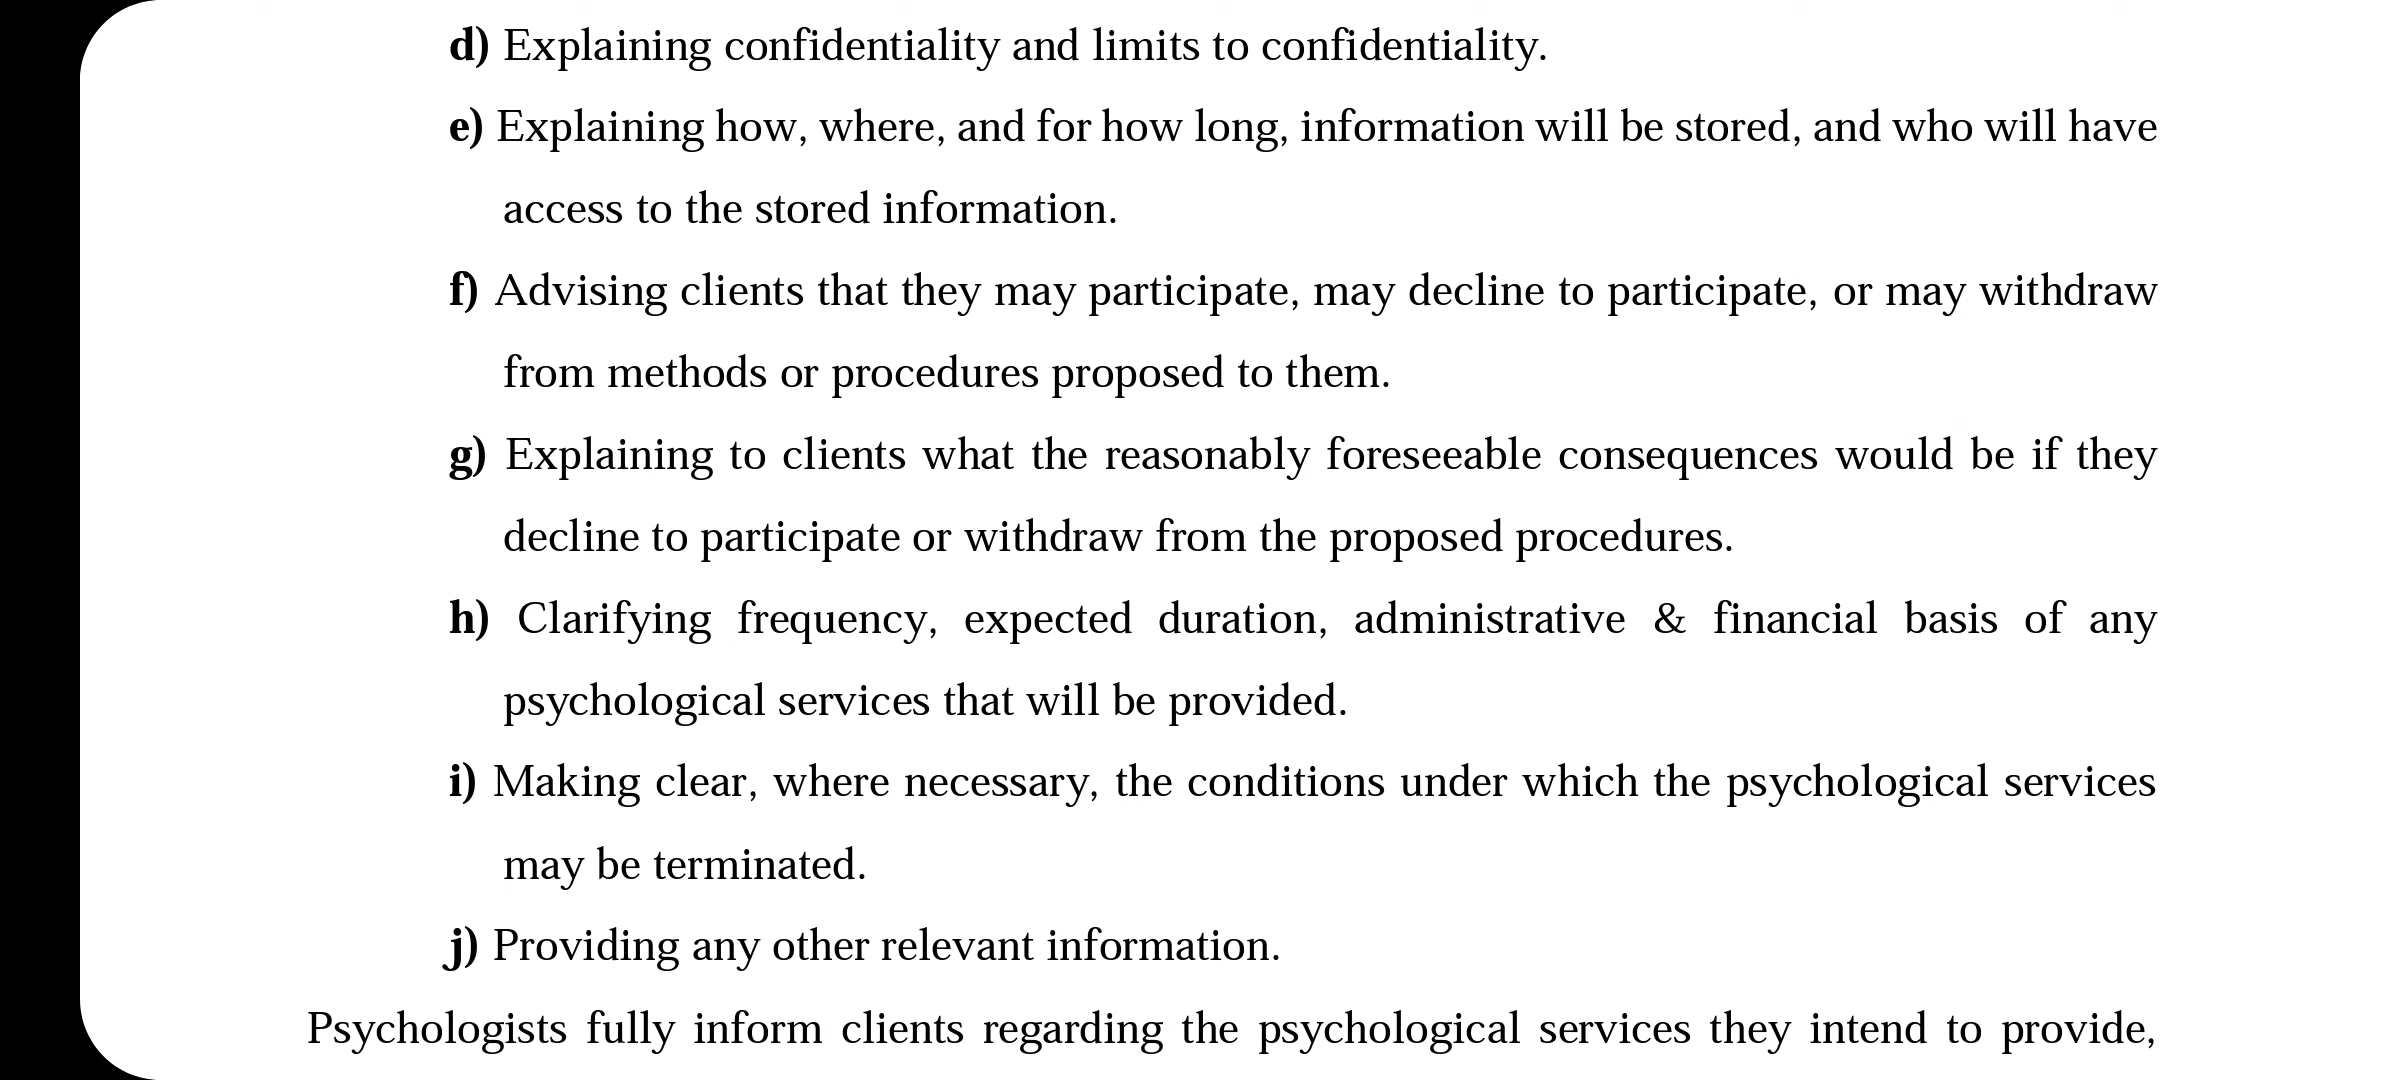 d) Explaining confidentiality and limits to confidentiality.
e) Explaining how, where, and for how long, information will be stored, and who will have
access to the stored information.
f) Advising clients that they may participate, may decline to participate, or may withdraw
from methods or procedures proposed to them.
g) Explaining to clients what the reasonably foreseeable consequences would be if they
decline to participate or withdraw from the proposed procedures.
h) Clarifying frequency, expected duration, administrative & financial basis of any
psychological services that will be provided.
i) Making clear, where necessary, the conditions under which the psychological services
may be terminated.
j) Providing any other relevant information.
Psychologists fully inform clients regarding the psychological services they intend to provide,